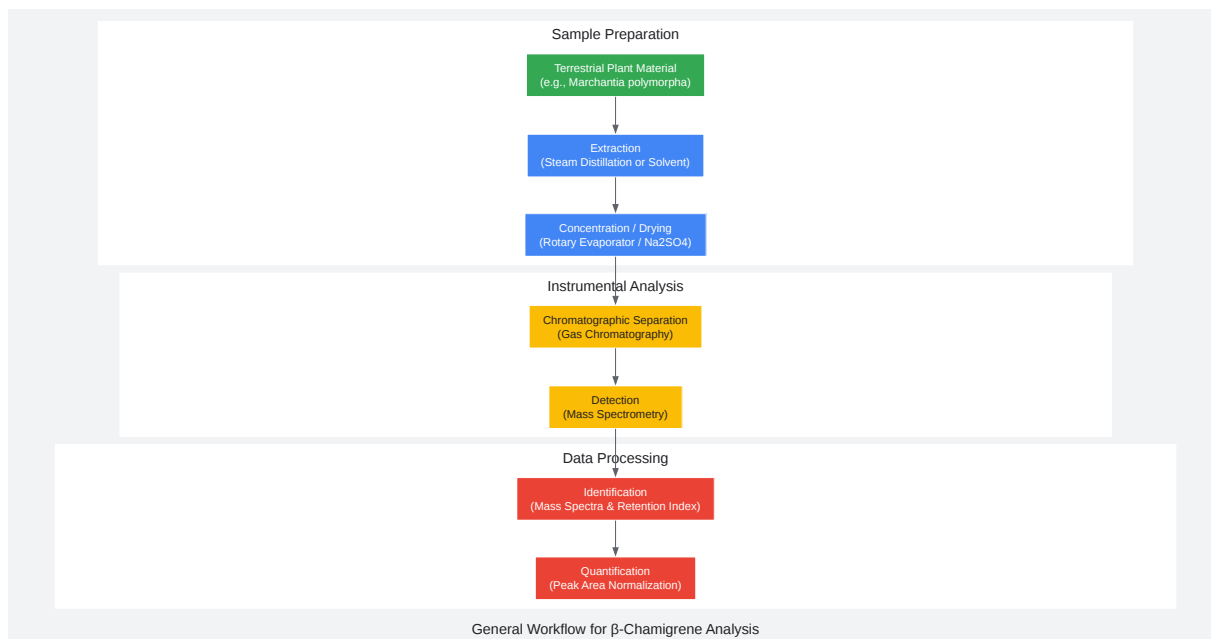 Sample Preparation
Terrestrial Plant Material
(e.g., Marchantia polymorpha)
Extraction
(Steam Distillation or Solvent)
Concentration / Drying
(Rotary Evaporator / Na2SO4)
Instrumental Analysis
Chromatographic Separation
(Gas Chromatography)
Detection
(Mass Spectrometry)
Data Processing
Identification
(Mass Spectra & Retention Index)
Quantification
(Peak Area Normalization)
General Workflow for β-Chamigrene Analysis